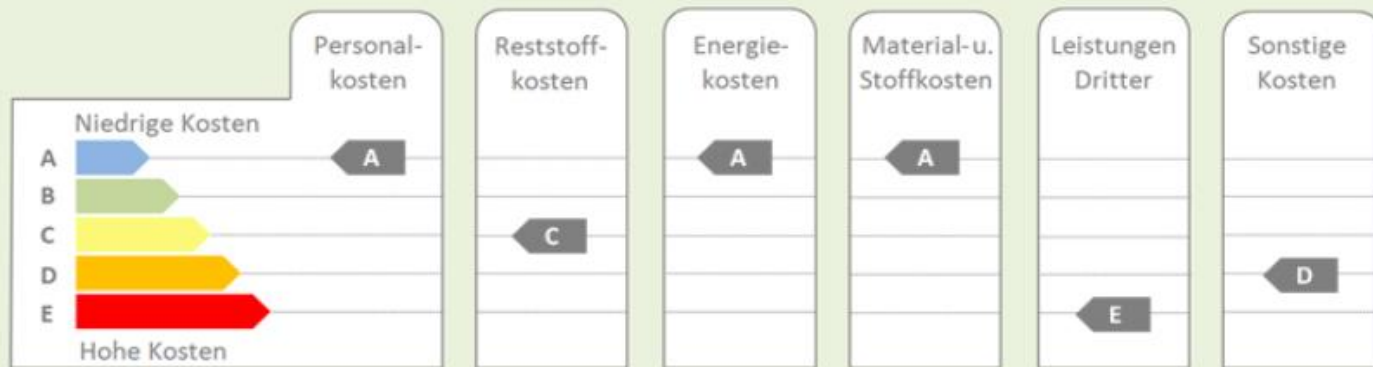 Personal-
kosten
Reststoff-
kosten
Energie-
kosten
Material- u.
Stoffkosten
Leistungen
Dritter
Sonstige
Kosten
Niedrige Kosten
A
A
A
A
B
C
C
D
D
E
E
Hohe Kosten